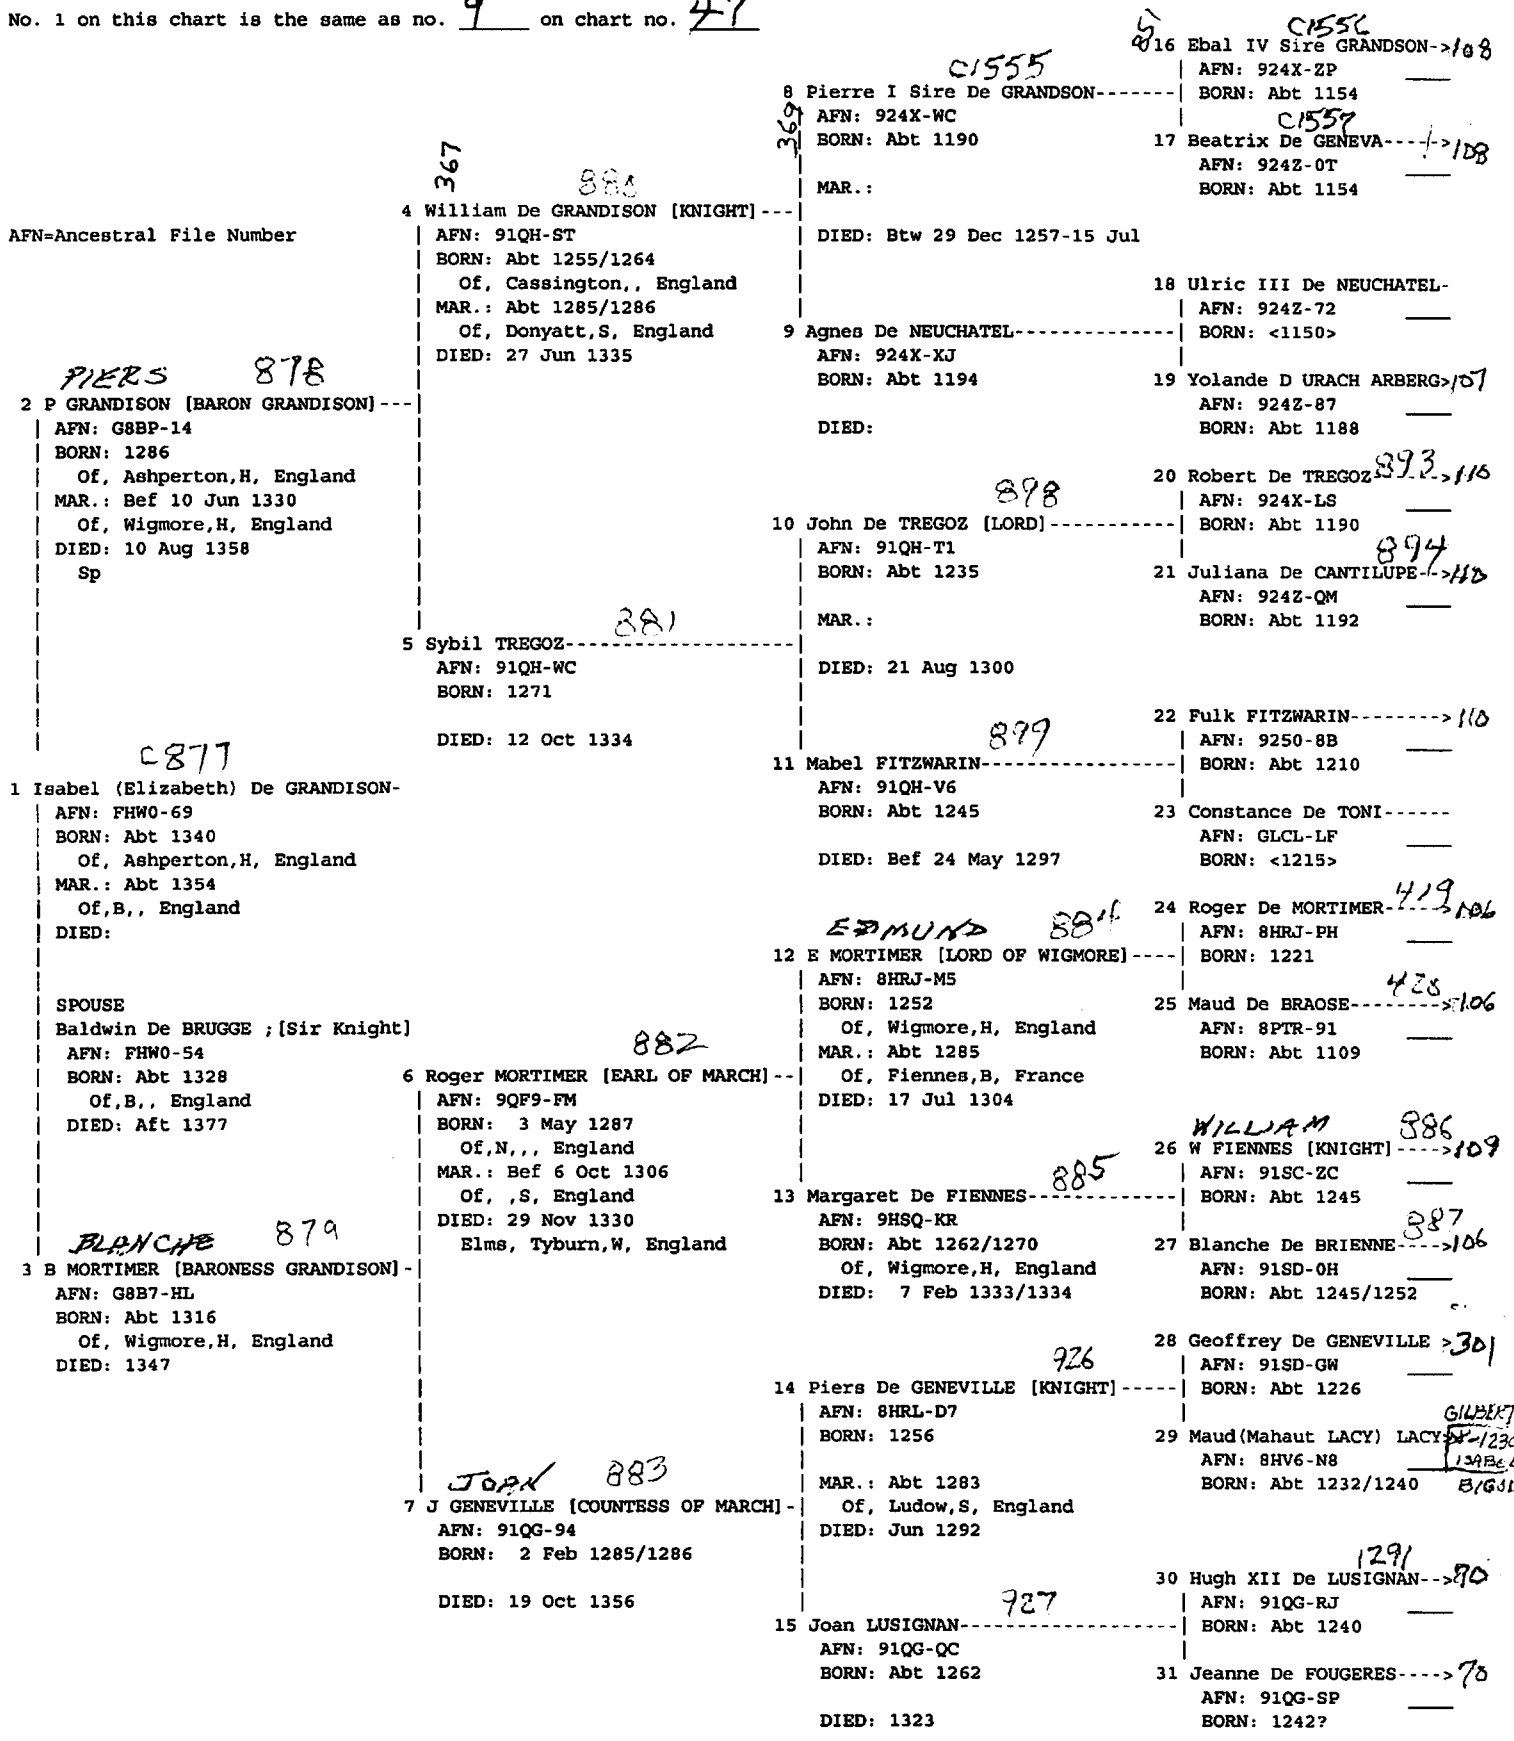 No. 1 on this chart is the same as no. 9 on chart no. 47
C1556
16 Ebal IV Sire GRANDSON->108
AFN: 924X-ZP
BORN: Abt 1154
C1555
8 Pierre I Sire De GRANDSON-------
369
AFN: 924X-WC
BORN: Abt 1190
MAR.:
DIED: Btw 29 Dec 1257-15 Jul
C1557
17 Beatrix De GENEVA---->108
AFN: 924Z-0T
BORN: Abt 1154
367
4 William De GRANDISON [KNIGHT]---
AFN: 91QH-ST
BORN: Abt 1255/1264
Of, Cassington,, England
MAR.: Abt 1285/1286
Of, Donyatt,S, England
DIED: 27 Jun 1335
AFN=Ancestral File Number
18 Ulric III De NEUCHATEL-
AFN: 924Z-72
BORN: <1150>
9 Agnes De NEUCHATEL--------------
AFN: 924X-XJ
BORN: Abt 1194
DIED:
19 Yolande D URACH ARBERG>107
AFN: 924Z-87
BORN: Abt 1188
PIERS 878
2 P GRANDISON [BARON GRANDISON]---
AFN: G8BP-14
BORN: 1286
Of, Ashperton,H, England
MAR.: Bef 10 Jun 1330
Of, Wigmore,H, England
DIED: 10 Aug 1358
Sp
893
20 Robert De TREGOZ---->110
AFN: 924X-LS
BORN: Abt 1190
898
10 John De TREGOZ [LORD]-----------
AFN: 91QH-T1
BORN: Abt 1235
MAR.:
DIED: 21 Aug 1300
894
21 Juliana De CANTILUPE-->110
AFN: 924Z-QM
BORN: Abt 1192
881
5 Sybil TREGOZ-------------------
AFN: 91QH-WC
BORN: 1271
DIED: 12 Oct 1334
22 Fulk FITZWARIN-------->110
AFN: 9250-8B
BORN: Abt 1210
899
11 Mabel FITZWARIN----------------
AFN: 91QH-V6
BORN: Abt 1245
DIED: Bef 24 May 1297
23 Constance De TONI------
AFN: GLCL-LF
BORN: <1215>
C877
1 Isabel (Elizabeth) De GRANDISON-
AFN: FHW0-69
BORN: Abt 1340
Of, Ashperton,H, England
MAR.: Abt 1354
Of,B,, England
DIED:
SPOUSE
Baldwin De BRUGGE ;[Sir Knight]
AFN: FHW0-54
BORN: Abt 1328
Of,B,, England
DIED: Aft 1377
419
24 Roger De MORTIMER----->106
AFN: 8HRJ-PH
BORN: 1221
EDMUND 884
12 E MORTIMER [LORD OF WIGMORE]----
AFN: 8HRJ-M5
BORN: 1252
Of, Wigmore,H, England
MAR.: Abt 1285
Of, Fiennes,B, France
DIED: 17 Jul 1304
25 Maud De BRAOSE-------->106
AFN: 8PTR-91
BORN: Abt 1109
882
6 Roger MORTIMER [EARL OF MARCH]--
AFN: 9QF9-FM
BORN: 3 May 1287
Of,N,,, England
MAR.: Bef 6 Oct 1306
Of, ,S, England
DIED: 29 Nov 1330
Elms, Tyburn,W, England
WILLIAM 886
26 W FIENNES [KNIGHT]---->109
AFN: 91SC-ZC
BORN: Abt 1245
885
13 Margaret De FIENNES-------------
AFN: 9HSQ-KR
BORN: Abt 1262/1270
Of, Wigmore,H, England
DIED: 7 Feb 1333/1334
887
27 Blanche De BRIENNE---->106
AFN: 91SD-0H
BORN: Abt 1245/1252
BLANCHE 879
3 B MORTIMER [BARONESS GRANDISON]-
AFN: G8B7-HL
BORN: Abt 1316
Of, Wigmore,H, England
DIED: 1347
28 Geoffrey De GENEVILLE >301
AFN: 91SD-GW
BORN: Abt 1226
926
14 Piers De GENEVILLE [KNIGHT]-----
AFN: 8HRL-D7
BORN: 1256
MAR.: Abt 1283
Of, Ludow,S, England
DIED: Jun 1292
GILBERT
29 Maud(Mahaut LACY) LACY
AFN: 8HV6-N8
BORN: Abt 1232/1240
JOAN 883
7 J GENEVILLE [COUNTESS OF MARCH]-
AFN: 91QG-94
BORN: 2 Feb 1285/1286
DIED: 19 Oct 1356
1291
30 Hugh XII De LUSIGNAN-->70
AFN: 91QG-RJ
BORN: Abt 1240
927
15 Joan LUSIGNAN------------------
AFN: 91QG-QC
BORN: Abt 1262
DIED: 1323
31 Jeanne De FOUGERES---->70
AFN: 91QG-SP
BORN: 1242?